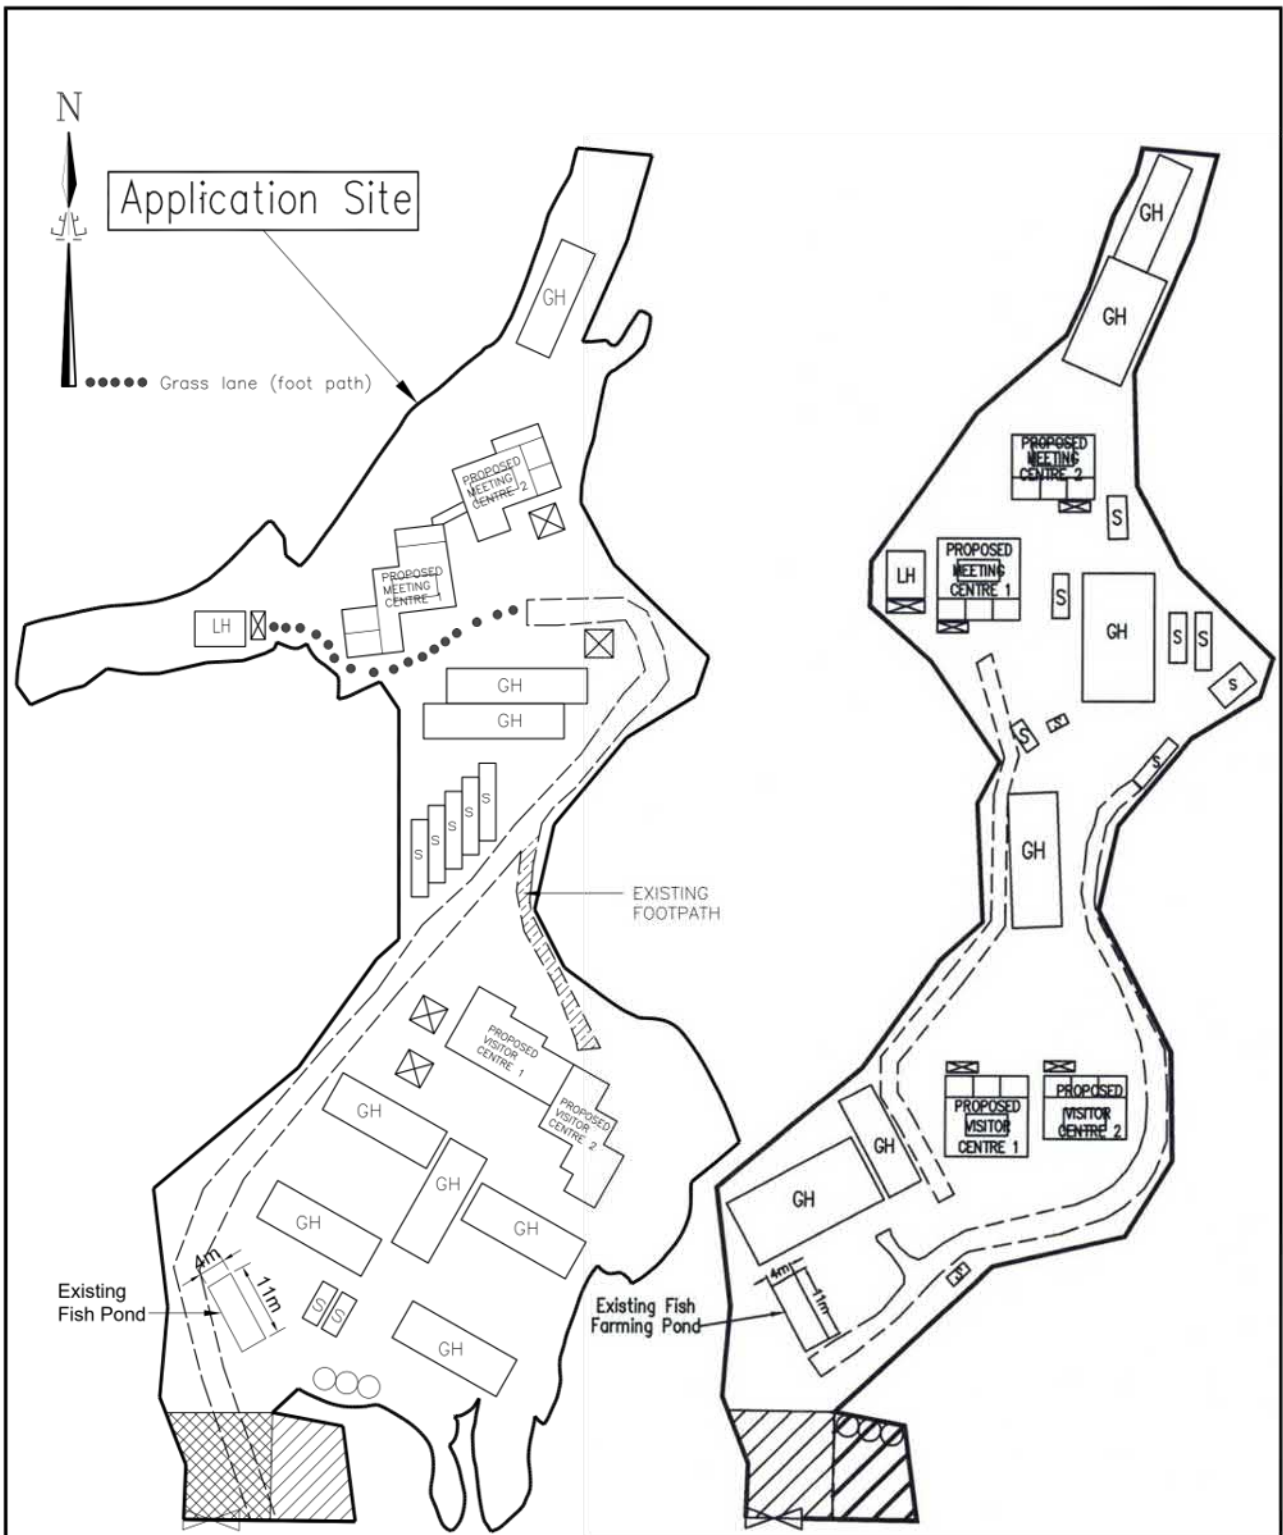 N
Application Site
Grass lane (foot path)
GH
PROPOSED
MEETING
CENTRE 2
PROPOSED
MEETING
CENTRE 1
LH
GH
GH
S
S
S
S
S
EXISTING
FOOTPATH
PROPOSED
VISITOR
CENTRE 1
PROPOSED
VISITOR
CENTRE 2
GH
GH
GH
GH
4m
11m
Existing
Fish Pond
S
S
GH
GH
GH
PROPOSED
MEETING
CENTRE 2
S
LH
PROPOSED
MEETING
CENTRE 1
S
GH
S
S
S
S
S
S
GH
PROPOSED
VISITOR
CENTRE 1
PROPOSED
VISITOR
CENTRE 2
GH
GH
4m
11m
S
Existing Fish
Farming Pond